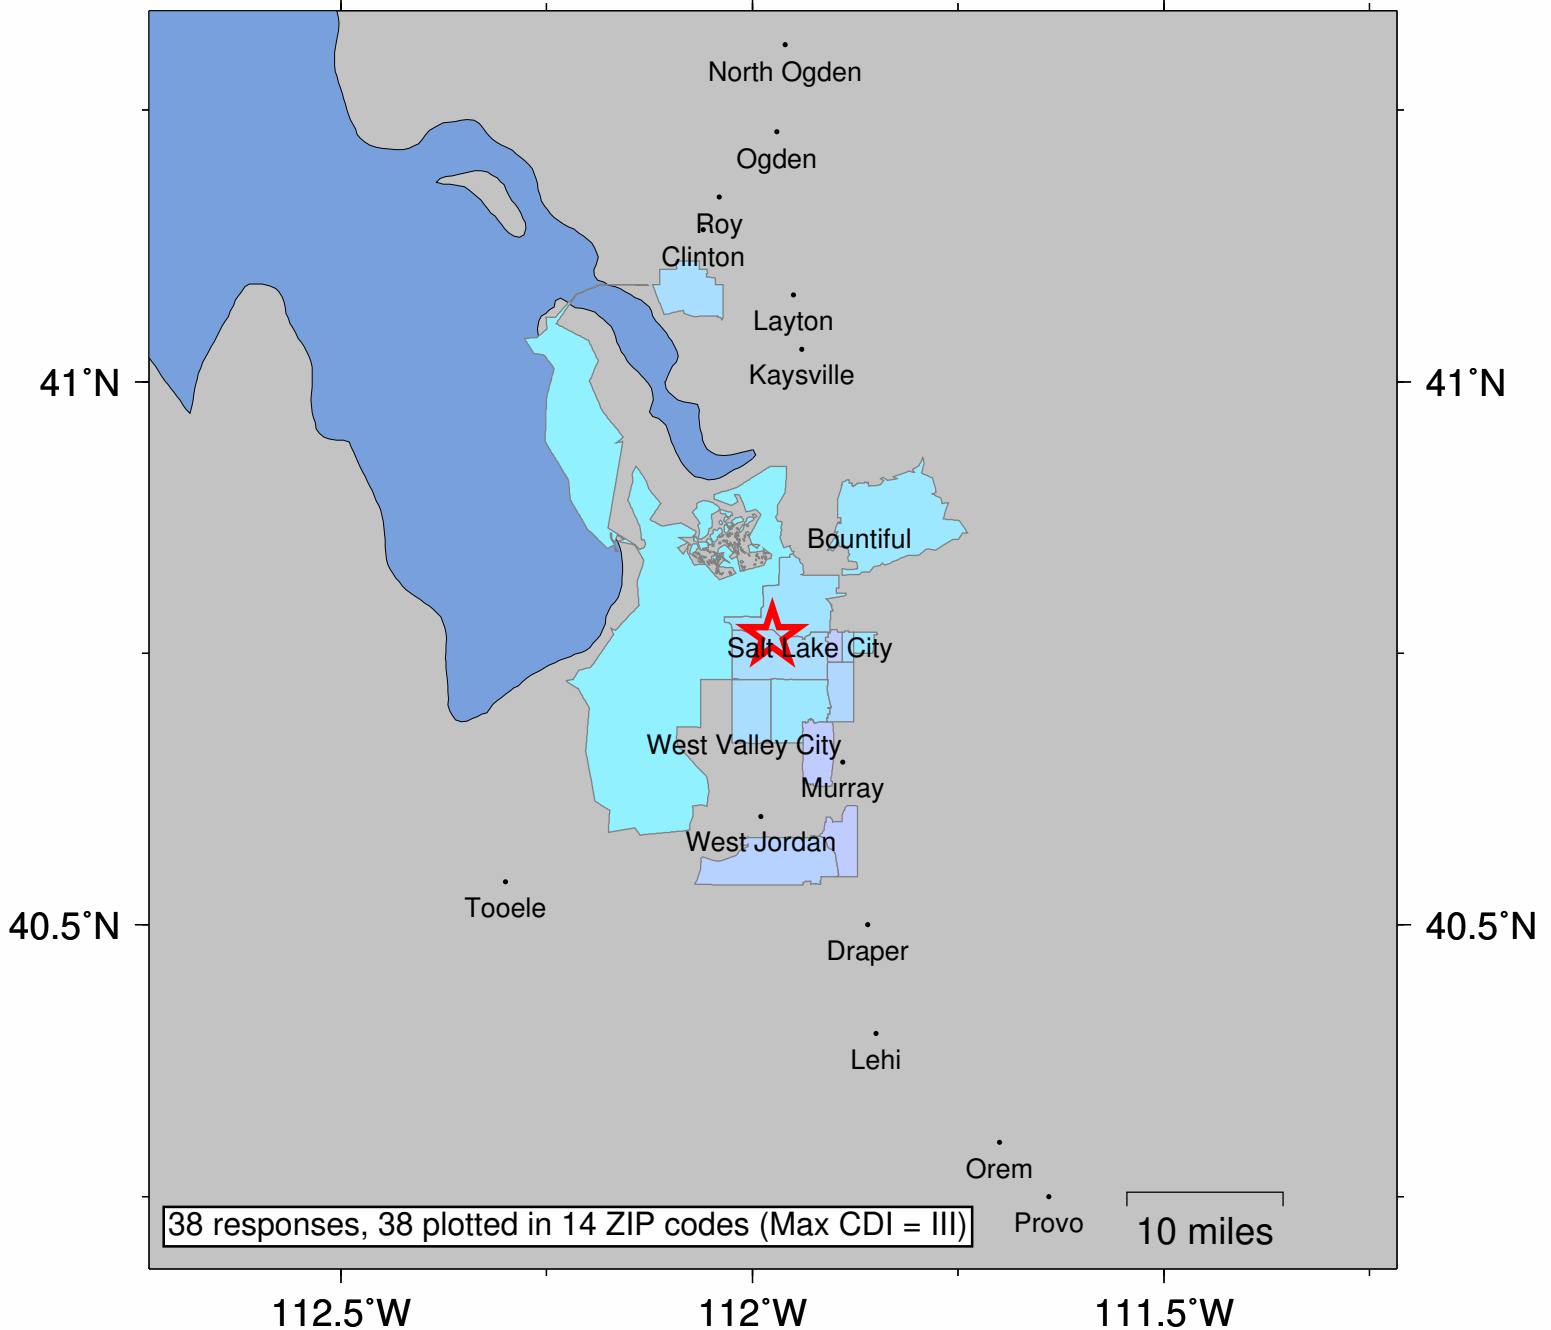 North Ogden
Ogden
Roy
Clinton
Layton
Kaysville
41°N
41°N
Bountiful
Salt Lake City
West Valley City
Murray
West Jordan
Tooele
40.5°N
40.5°N
Draper
Lehi
Orem
Provo
38 responses, 38 plotted in 14 ZIP codes (Max CDI = III)
10 miles
112.5°W
112°W
111.5°W